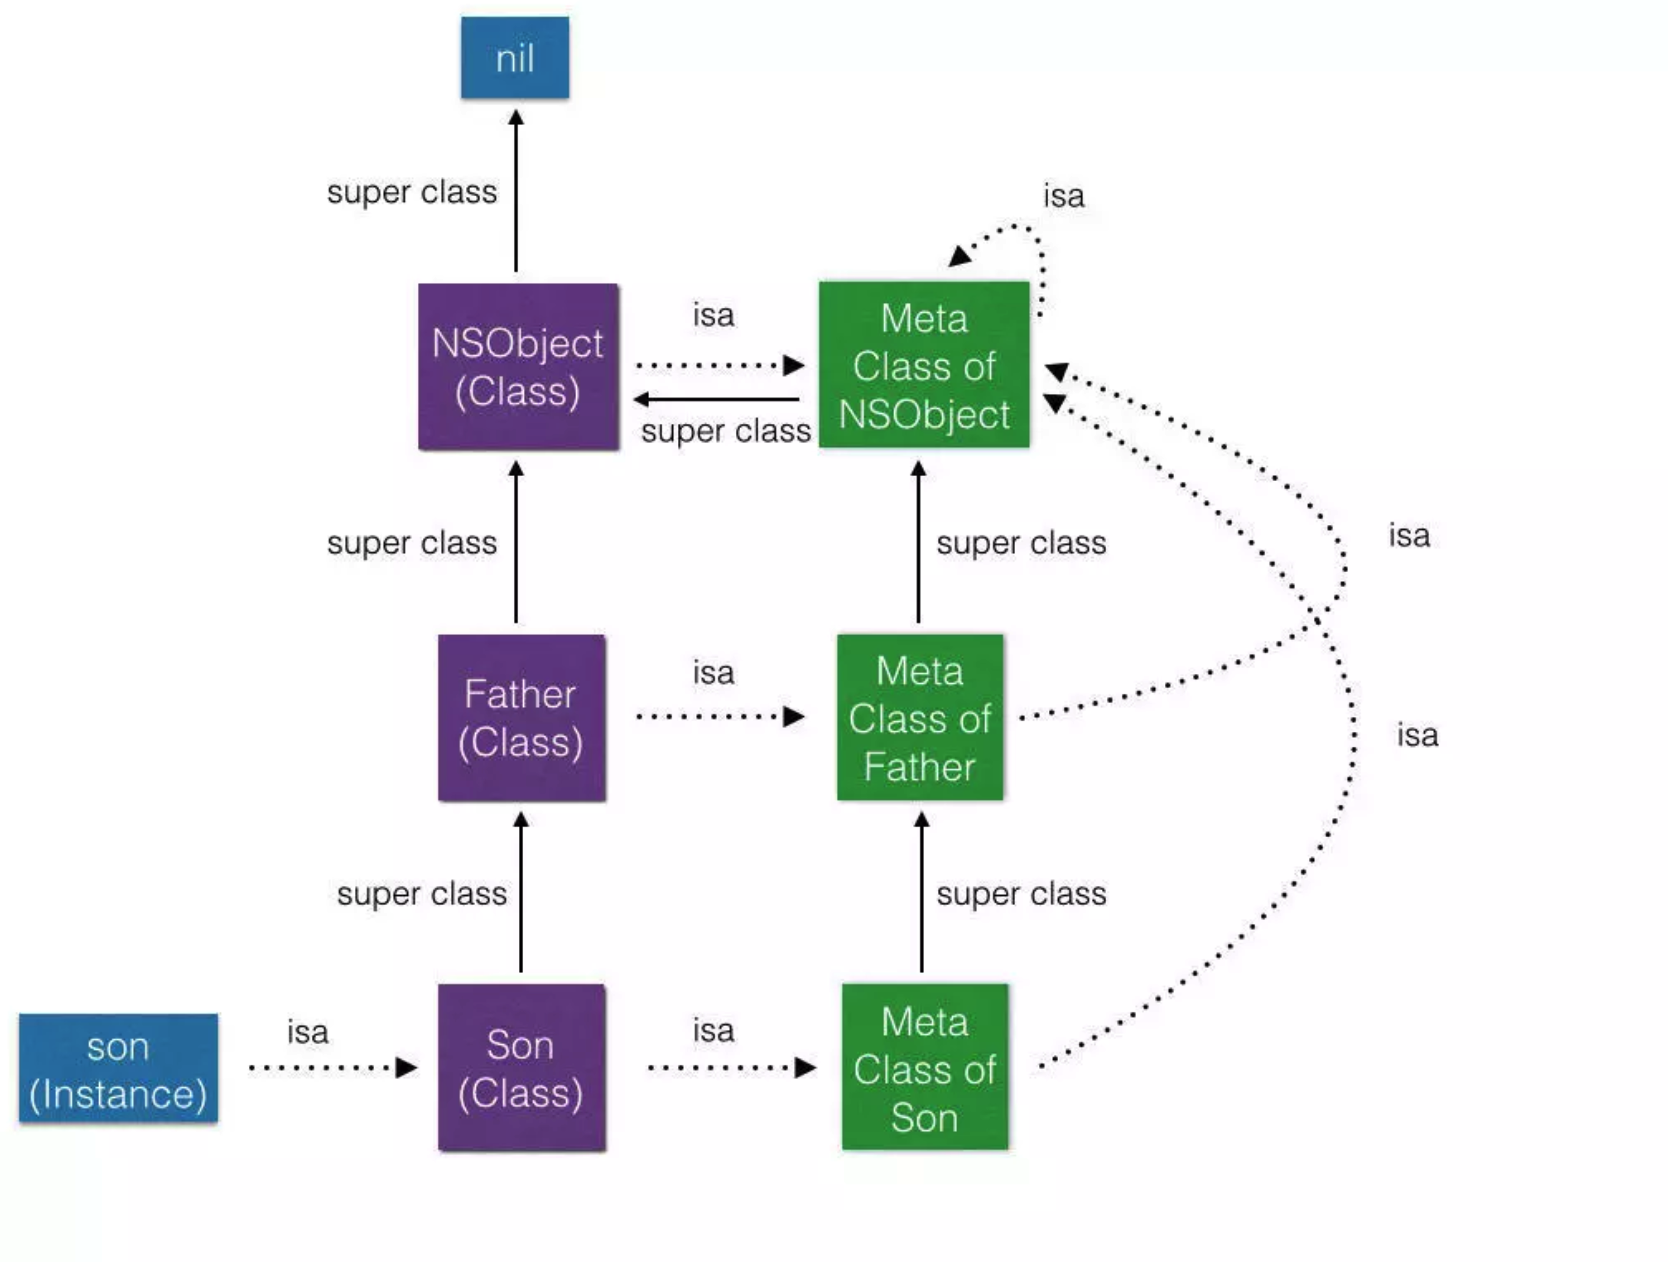 nil
super class
isa
NSObject
(Class)
isa
super class
Meta
Class of
NSObject
super class
super class
isa
Father
(Class)
isa
Meta
Class of
Father
isa
super class
super class
son
(Instance)
isa
Son
(Class)
isa
Meta
Class of
Son